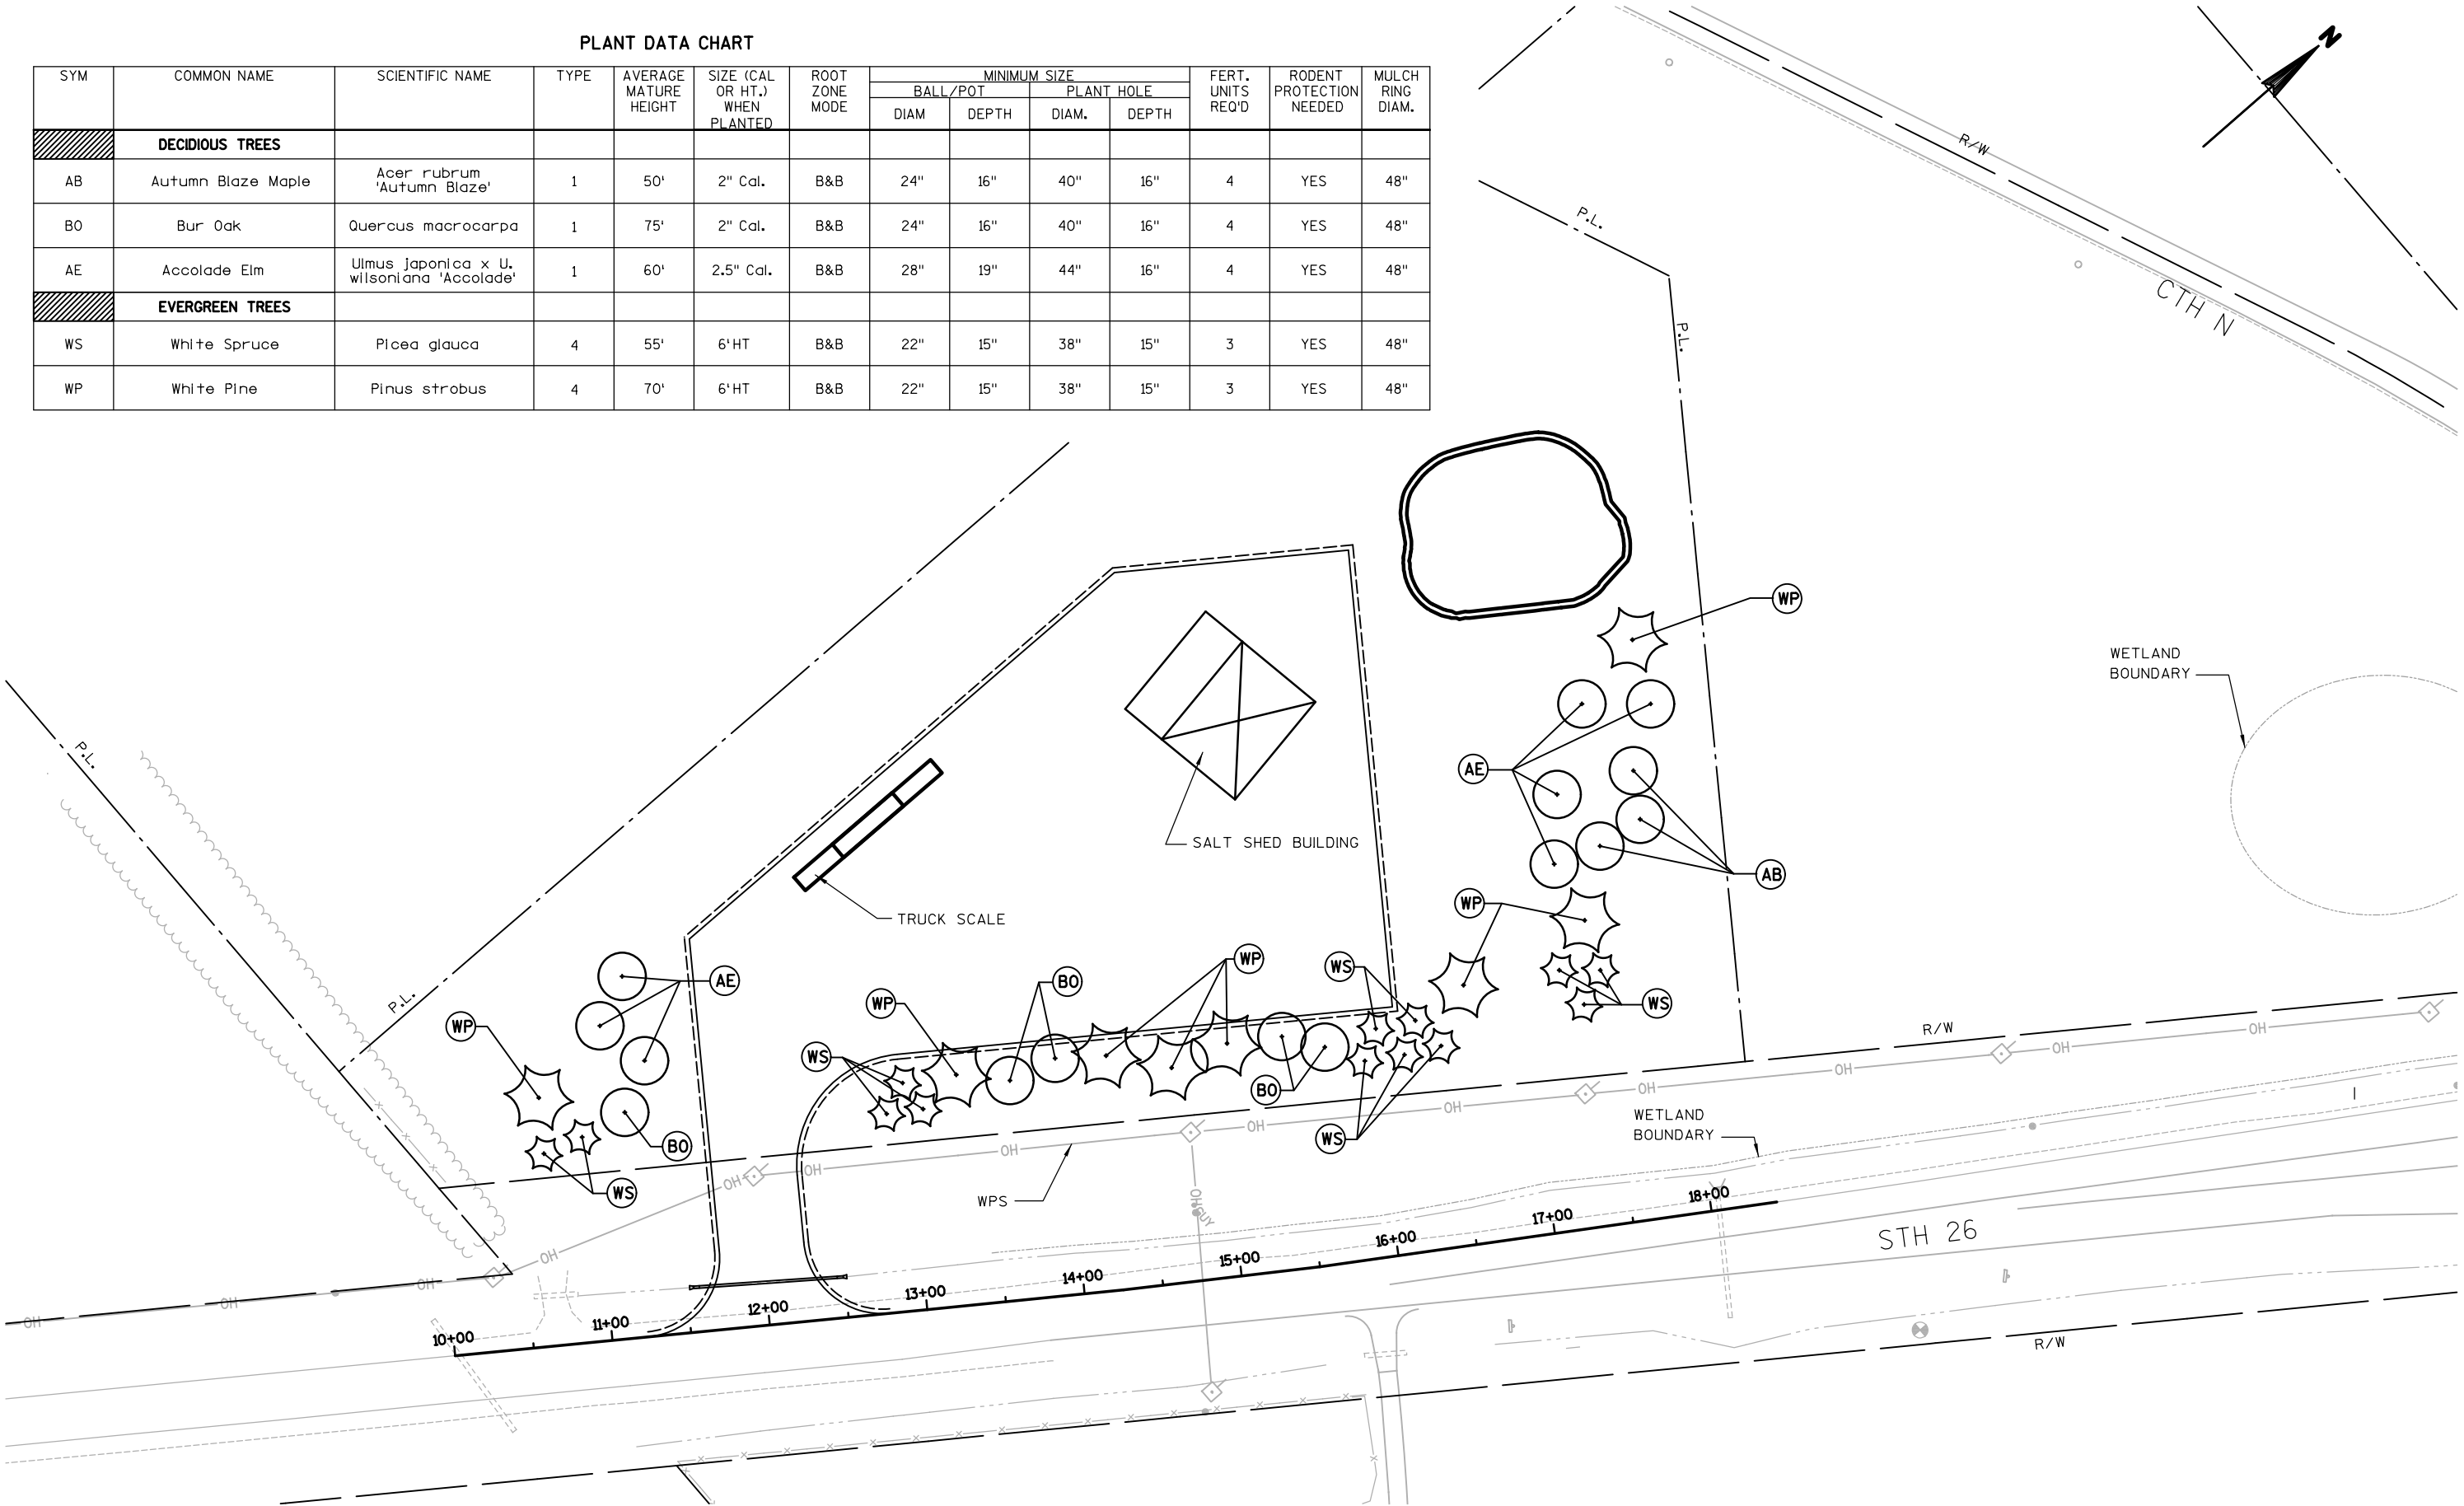 PLANT DATA CHART
SYM COMMON NAME SCIENTIFIC NAME TYPE AVERAGE MATURE HEIGHT SIZE (CAL OR HT.) WHEN PLANTED ROOT ZONE MODE MINIMUM SIZE FERT. UNITS REQ'D RODENT PROTECTION NEEDED MULCH RING DIAM.
BALL/POT PLANT HOLE
DIAM DEPTH DIAM. DEPTH
DECIDIOUS TREES
AB Autumn Blaze Maple Acer rubrum 'Autumn Blaze' 1 50' 2" Cal. B&B 24" 16" 40" 16" 4 YES 48"
BO Bur Oak Quercus macrocarpa 1 75' 2" Cal. B&B 24" 16" 40" 16" 4 YES 48"
AE Accolade Elm Ulmus japonica x U. wilsoniana 'Accolade' 1 60' 2.5" Cal. B&B 28" 19" 44" 16" 4 YES 48"
EVERGREEN TREES
WS White Spruce Picea glauca 4 55' 6'HT B&B 22" 15" 38" 15" 3 YES 48"
WP White Pine Pinus strobus 4 70' 6'HT B&B 22" 15" 38" 15" 3 YES 48"
N
R/W
P.L.
CTH N
P.L.
WP
WETLAND
BOUNDARY
P.L.
AE
SALT SHED BUILDING
AB
TRUCK SCALE
WP
WP
WS
AE
BO
P.L.
WP
WS
WP
R/W
OH
OH
WS
OH
BO
OH
OH
WETLAND
BOUNDARY
OH
WS
BO
OH
OH
OH
WS
WPS
OH
GUY
18+00
17+00
STH 26
16+00
15+00
OH
14+00
13+00
OH
OH
OH
12+00
11+00
10+00
R/W